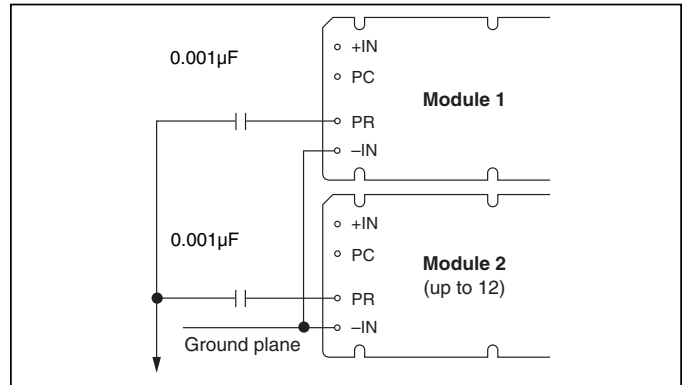 0.001µF
+IN
PC
Module 1
PR
–IN
0.001µF
+IN
PC
Module 2
(up to 12)
PR
–IN
Ground plane